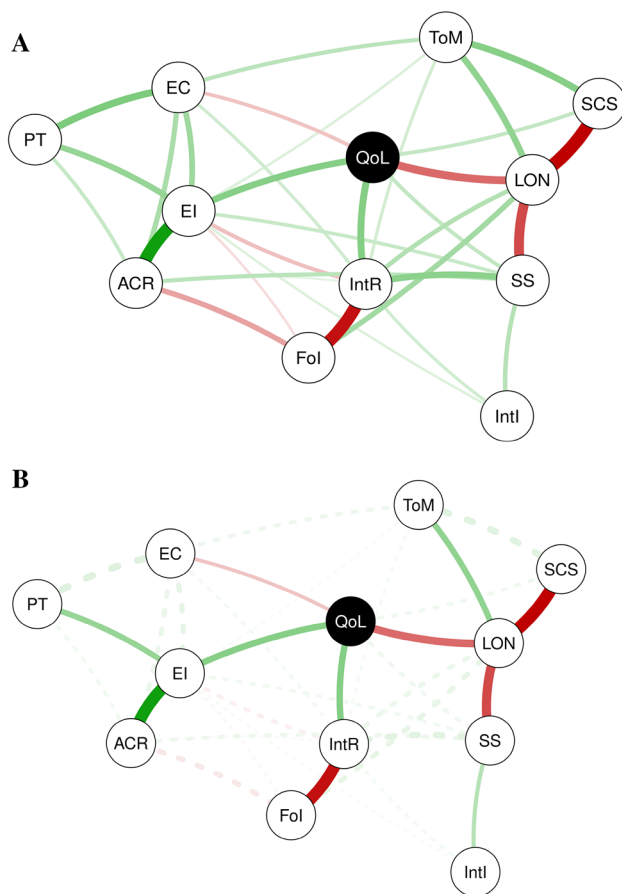 A
ToM
EC
SCS
PT
QoL
LON
EI
ACR
IntR
SS
FoI
IntI
B
ToM
EC
SCS
PT
QoL
LON
EI
ACR
IntR
SS
FoI
IntI